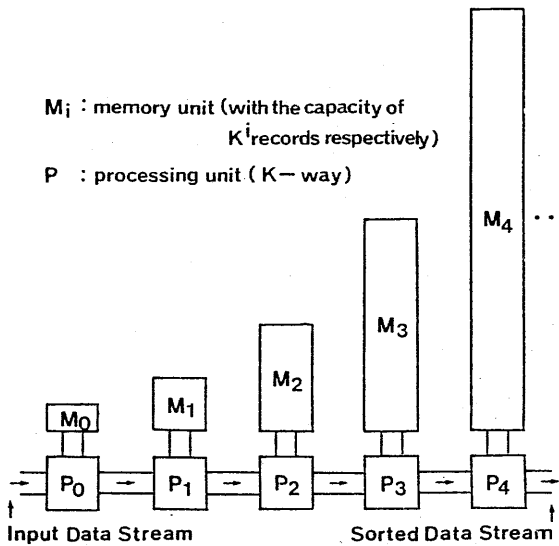 Mi : memory unit (with the capacity of
K^i records respectively)
P : processing unit (K-way)
M4
M3
M2
M1
M0
P0
P1
P2
P3
P4
Input Data Stream
Sorted Data Stream